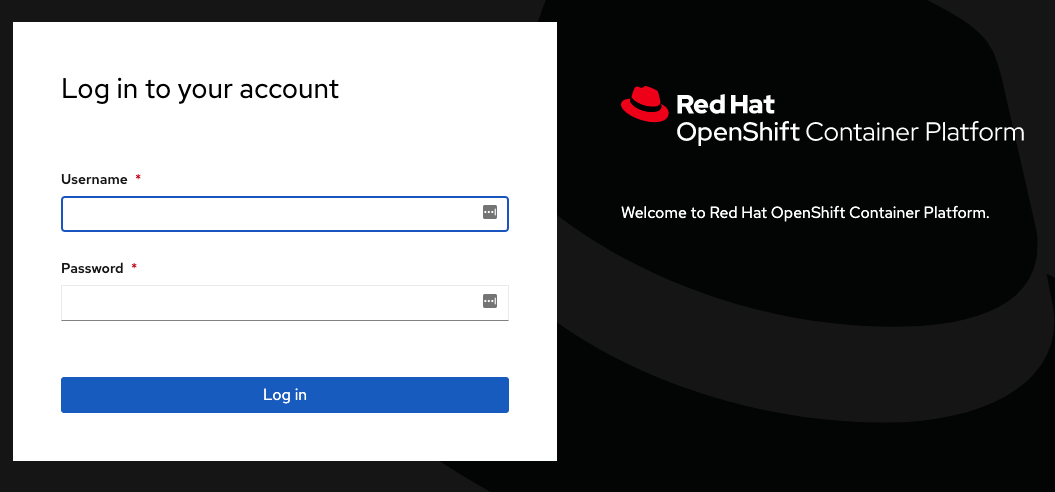 Log in to your account
Username *
Password *
Log in
Red Hat
OpenShift Container Platform
Welcome to Red Hat OpenShift Container Platform.